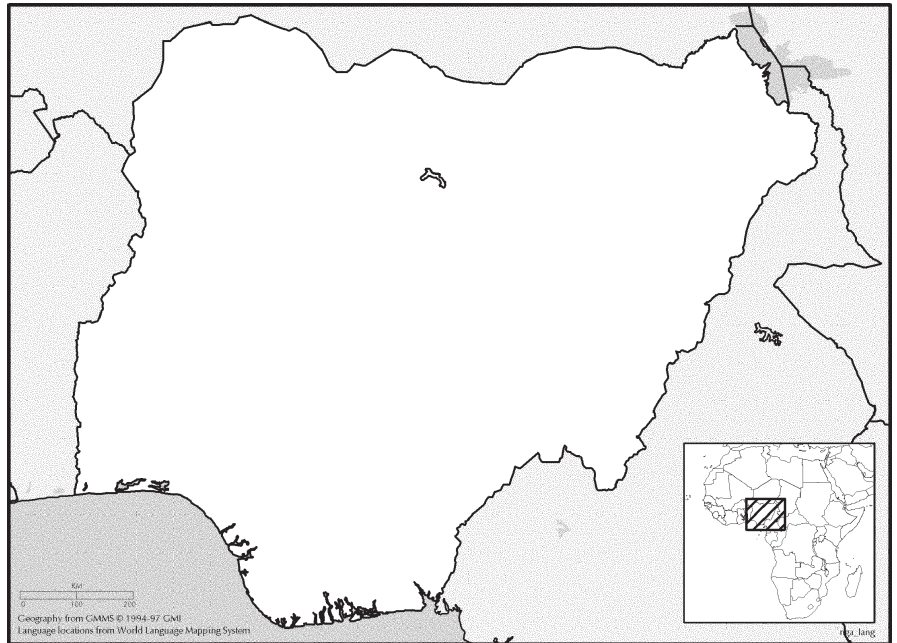 KM
0 100 200
Geography from GMMS © 1994-97 GMI
Language locations from World Language Mapping System
nga_lang